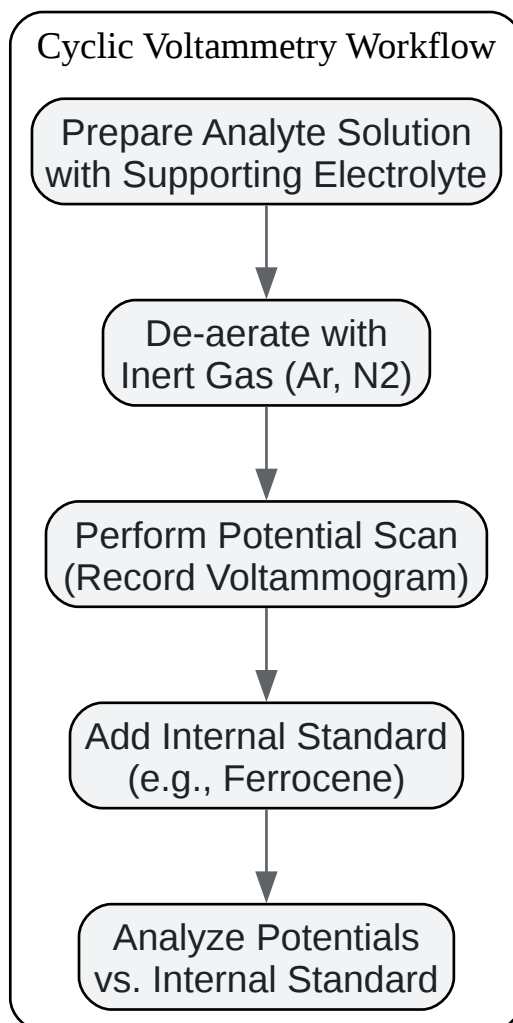 Cyclic Voltammetry Workflow
Prepare Analyte Solution
with Supporting Electrolyte
De-aerate with
Inert Gas (Ar, N2)
Perform Potential Scan
(Record Voltammogram)
Add Internal Standard
(e.g., Ferrocene)
Analyze Potentials
vs. Internal Standard